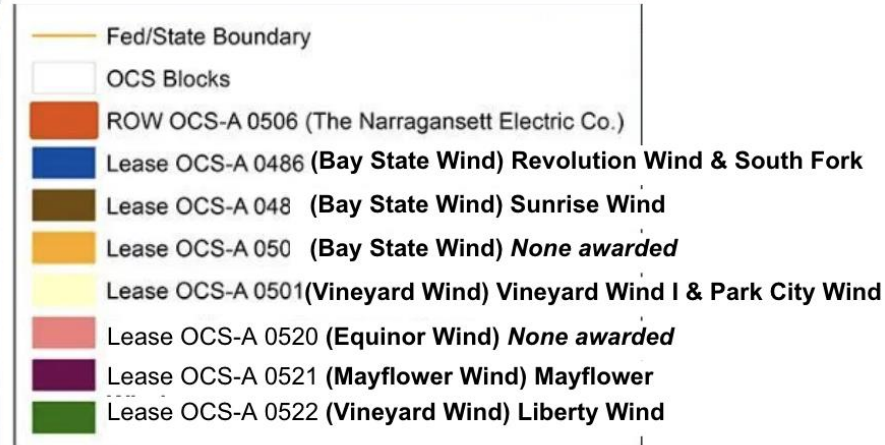 Fed/State Boundary
OCS Blocks
ROW OCS-A 0506 (The Narragansett Electric Co.)
Lease OCS-A 0486 (Bay State Wind) Revolution Wind & South Fork
Lease OCS-A 048 (Bay State Wind) Sunrise Wind
Lease OCS-A 050 (Bay State Wind) None awarded
Lease OCS-A 0501(Vineyard Wind) Vineyard Wind I & Park City Wind
Lease OCS-A 0520 (Equinor Wind) None awarded
Lease OCS-A 0521 (Mayflower Wind) Mayflower
Lease OCS-A 0522 (Vineyard Wind) Liberty Wind